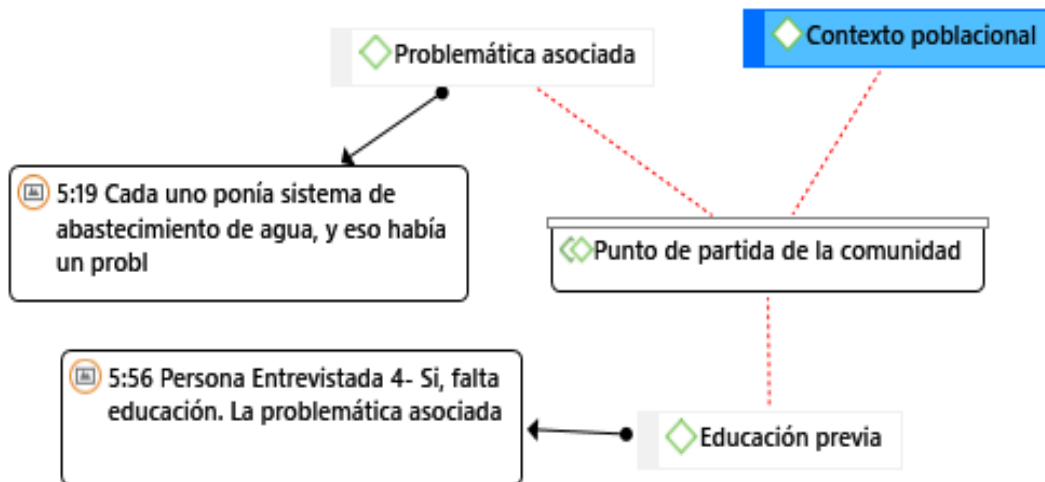 Problemática asociada
Contexto poblacional
5:19 Cada uno ponía sistema de
abastecimiento de agua, y eso había
un probl
Punto de partida de la comunidad
5:56 Persona Entrevistada 4- Si, falta
educación. La problemática asociada
Educación previa